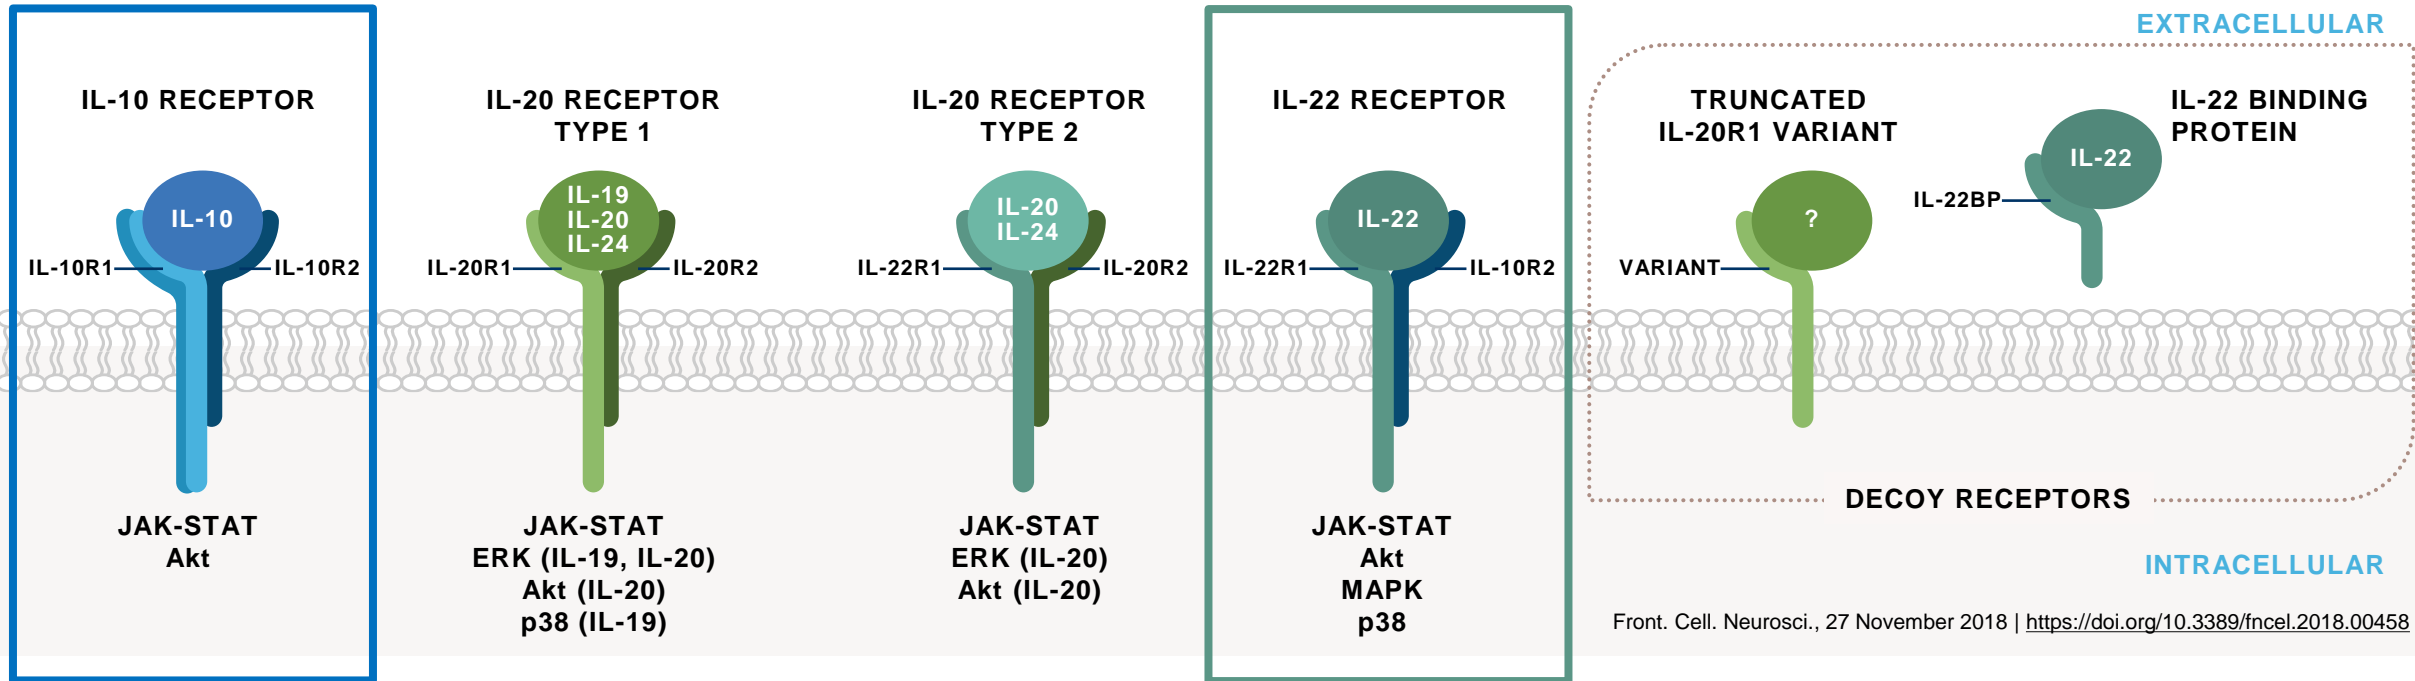 EXTRACELLULAR
IL-10 RECEPTOR
IL-10
IL-10R1
IL-10R2
JAK-STAT
Akt
IL-20 RECEPTOR
TYPE 1
IL-19
IL-20
IL-24
IL-20R1
IL-20R2
JAK-STAT
ERK (IL-19, IL-20)
Akt (IL-20)
p38 (IL-19)
IL-20 RECEPTOR
TYPE 2
IL-20
IL-24
IL-22R1
IL-20R2
JAK-STAT
ERK (IL-20)
Akt (IL-20)
IL-22 RECEPTOR
IL-22
IL-22R1
IL-10R2
JAK-STAT
Akt
MAPK
p38
TRUNCATED
IL-20R1 VARIANT
?
VARIANT
IL-22 BINDING
PROTEIN
IL-22
IL-22BP
DECOY RECEPTORS
INTRACELLULAR
Front. Cell. Neurosci., 27 November 2018 | https://doi.org/10.3389/fncel.2018.00458